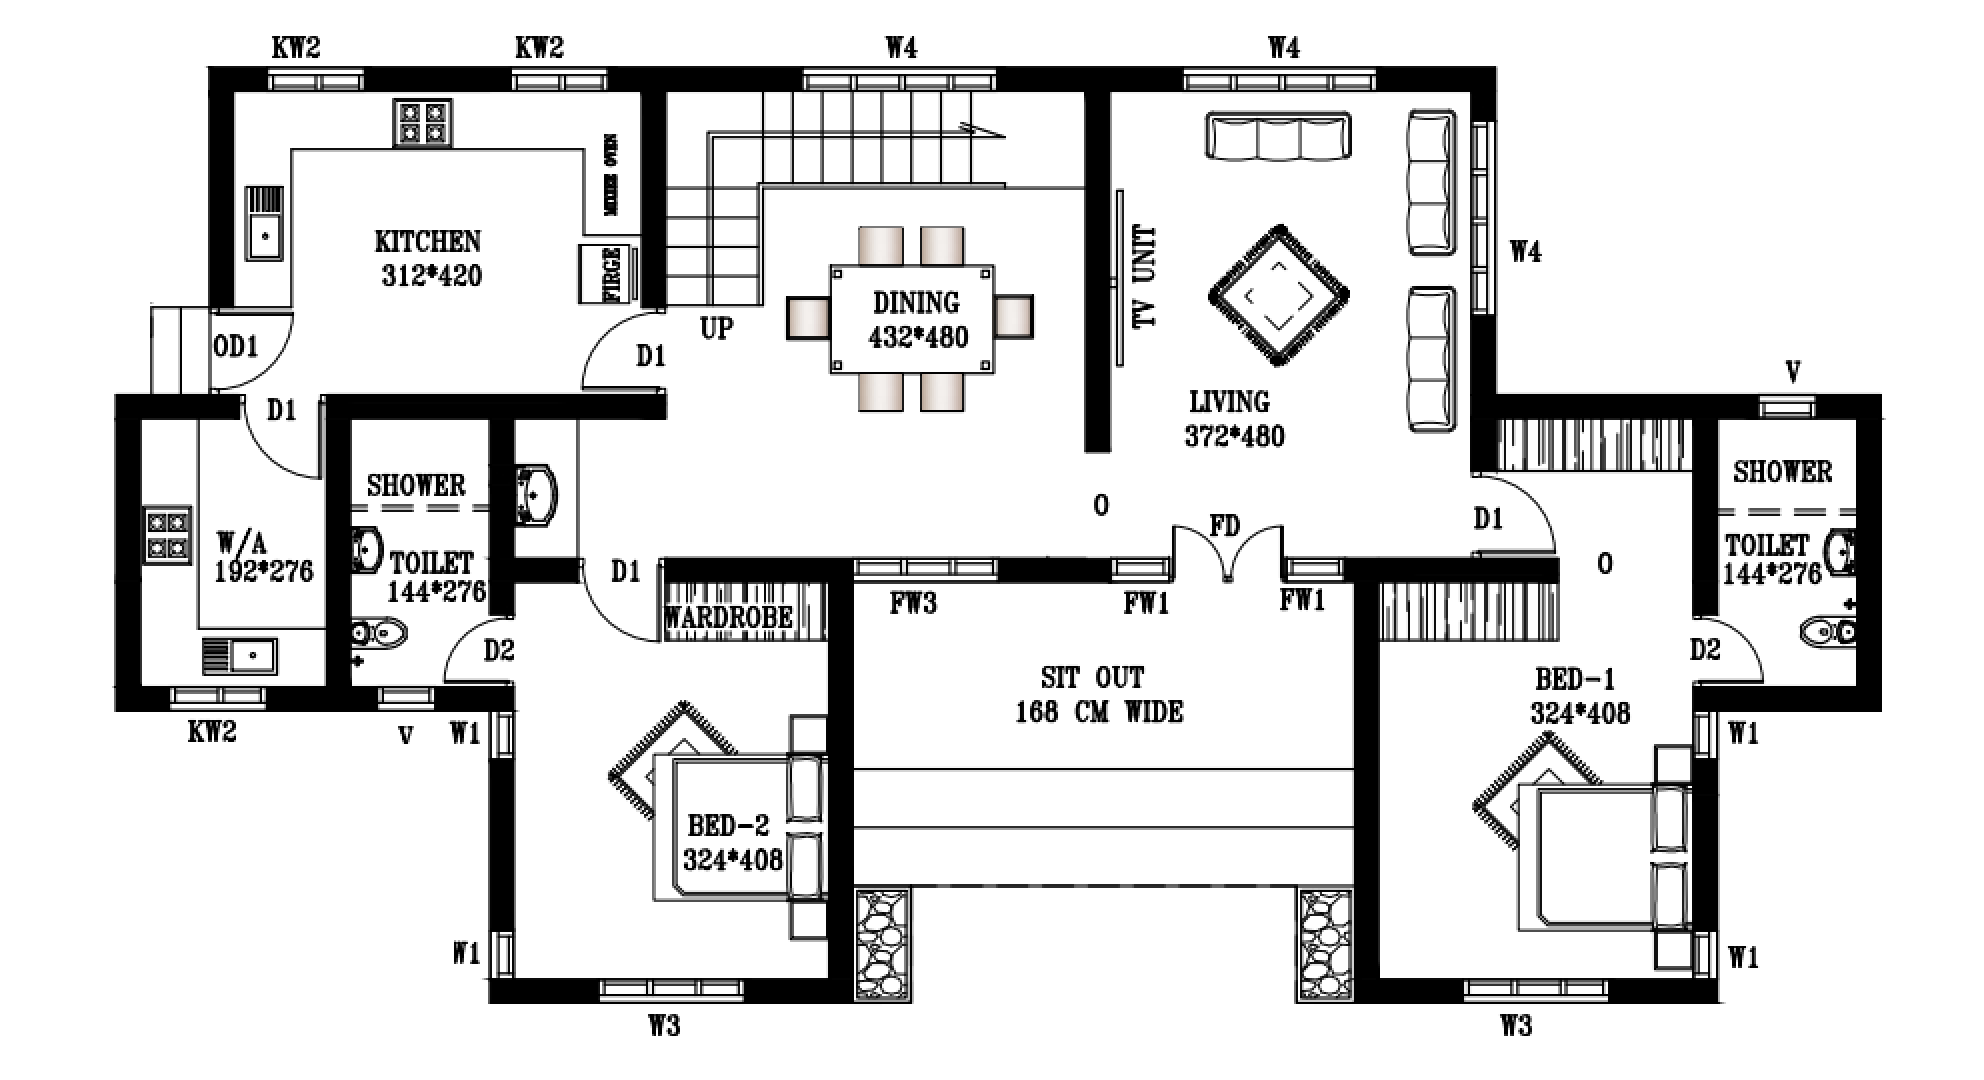 KW2
KW2
W4
W4
MICRE OVEN
KITCHEN
312*420
FIRGE
UP
DINING
432*480
TV UNIT
W4
OD1
D1
V
D1
LIVING
372*480
SHOWER
SHOWER
O
D1
FD
W/A
192*276
TOILET
144*276
D1
O
TOILET
144*276
WARDROBE
FW3
FW1
FW1
D2
D2
SIT OUT
168 CM WIDE
BED-1
324*408
KW2
V
W1
W1
BED-2
324*408
W1
W1
W3
W3